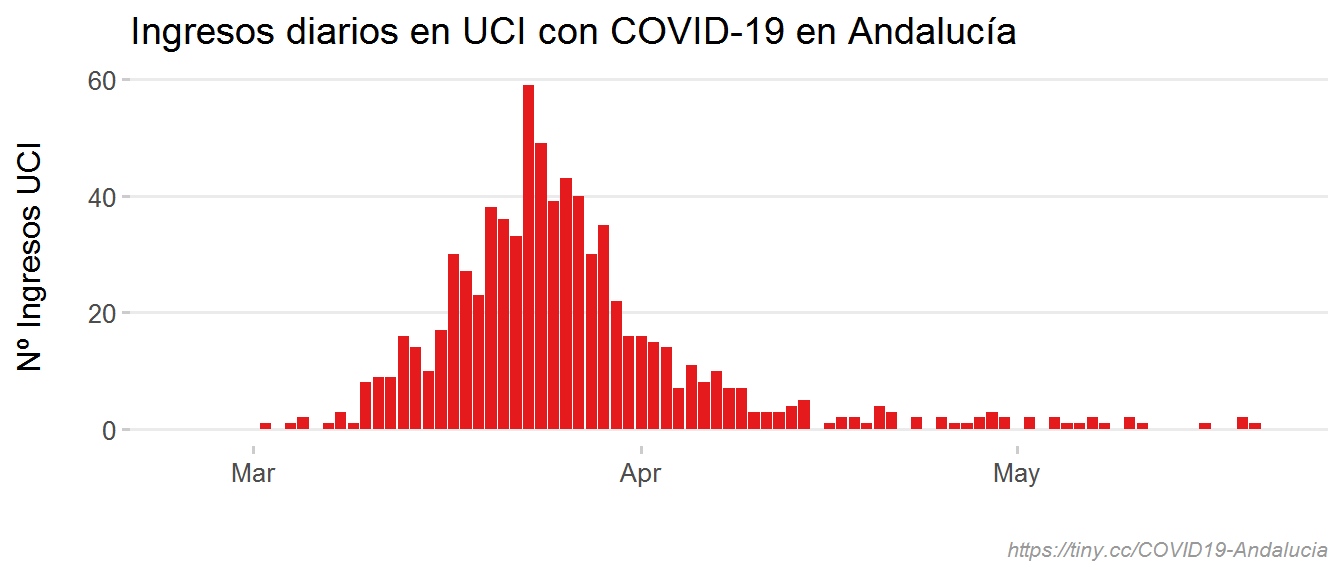 Ingresos diarios en UCI con COVID-19 en Andalucía
Nº Ingresos UCI
60
40
20
0
Mar Apr May
https://tiny.cc/COVID19-Andalucia